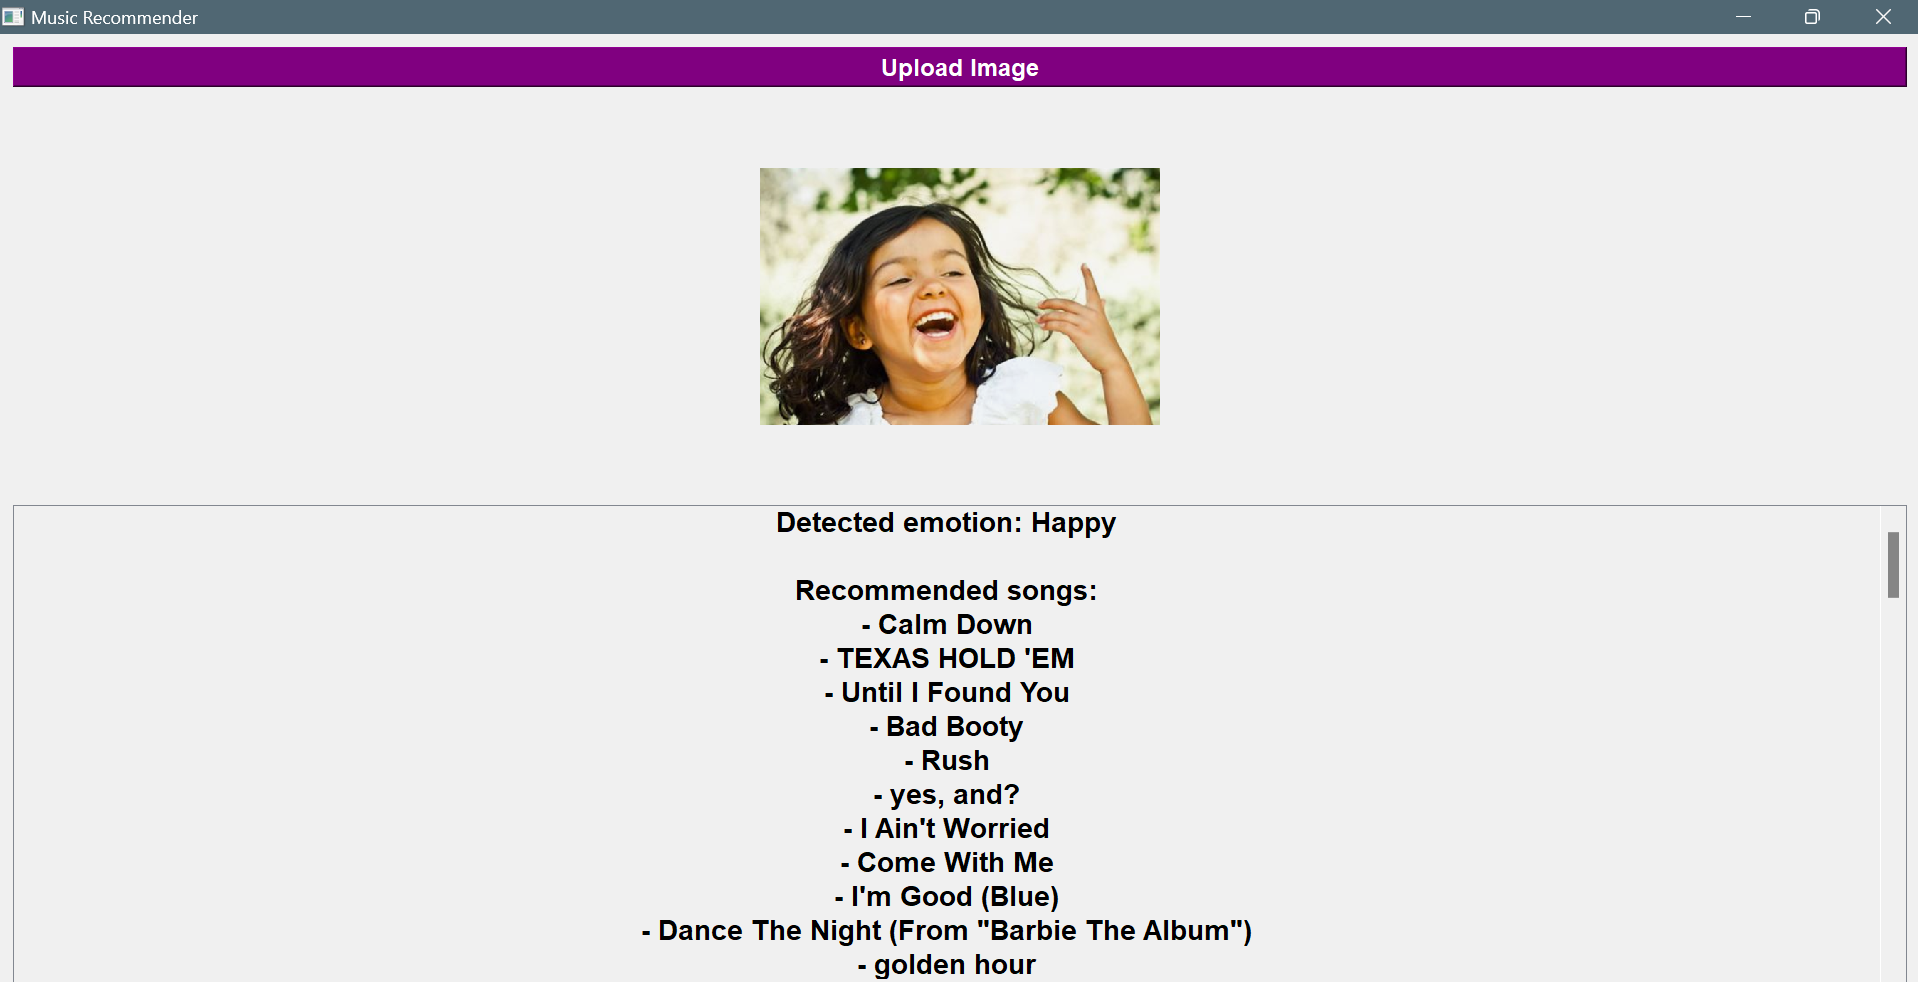 Music Recommender
Upload Image
Detected emotion: Happy
Recommended songs:
- Calm Down
- TEXAS HOLD 'EM
- Until I Found You
- Bad Booty
- Rush
- yes, and?
- I Ain't Worried
- Come With Me
- I'm Good (Blue)
- Dance The Night (From "Barbie The Album")
- golden hour